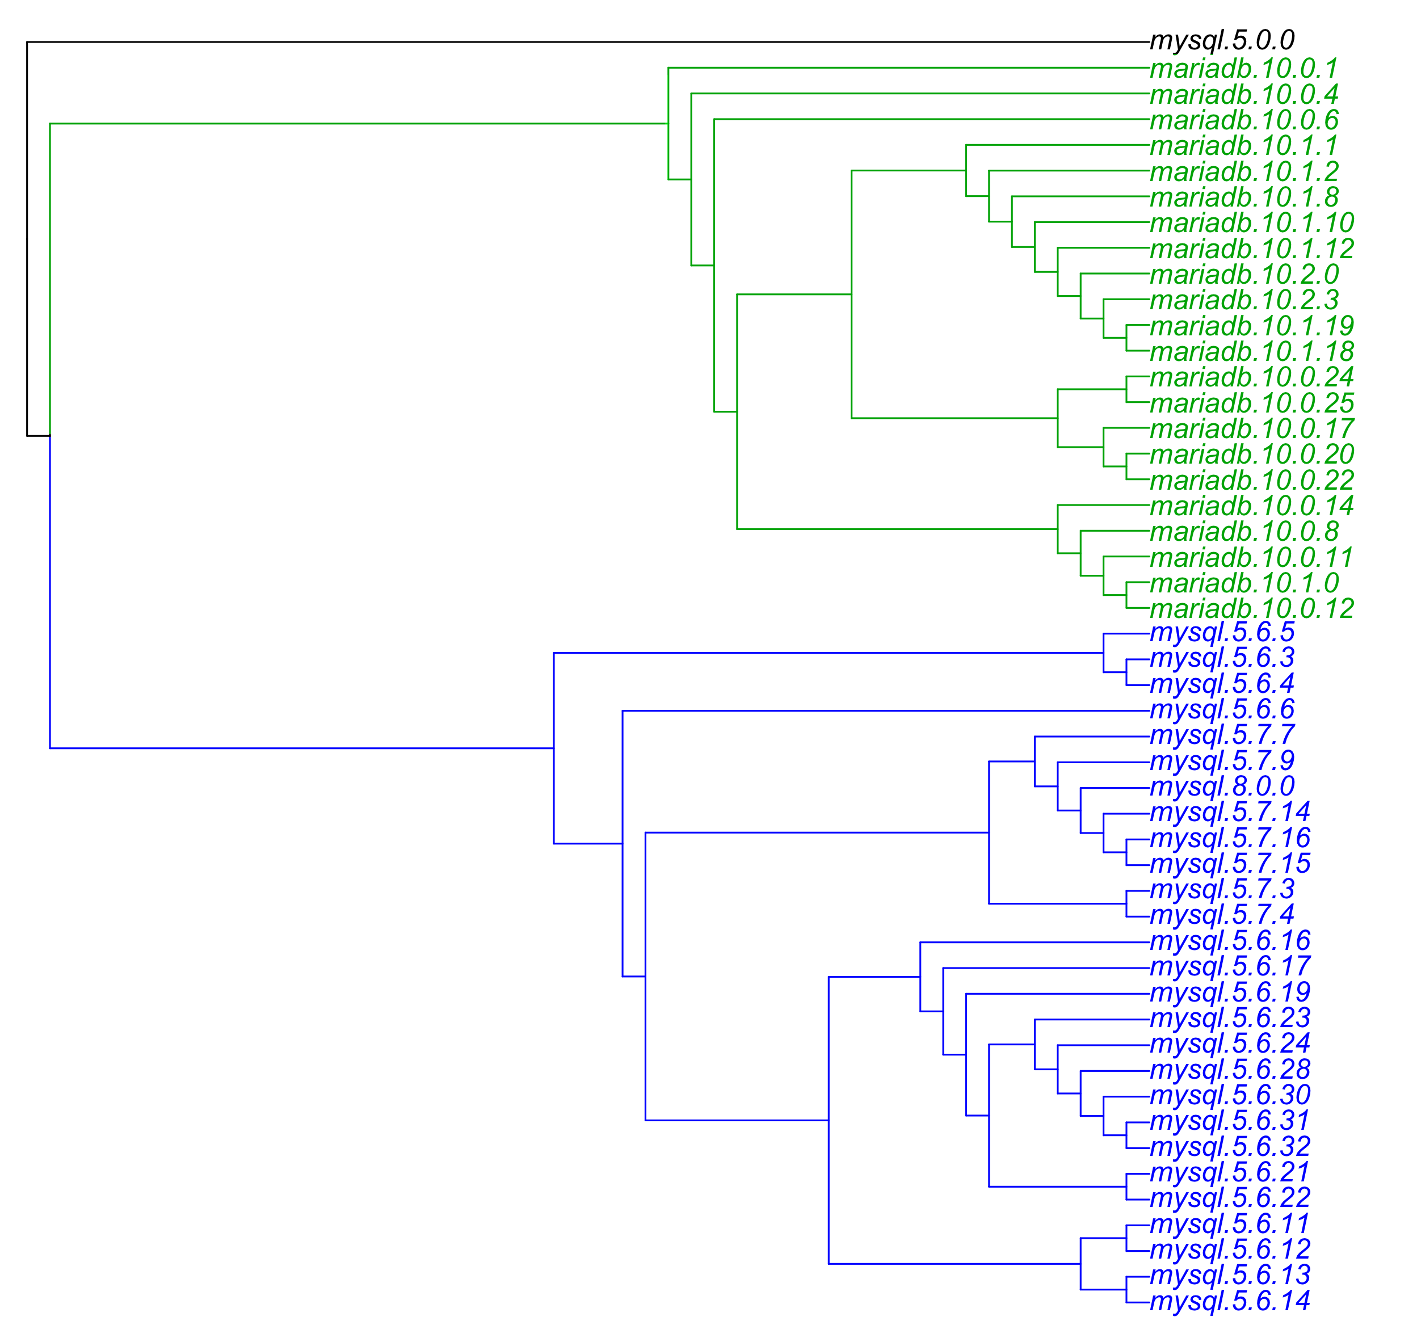 mysql.5.0.0
mariadb.10.0.1
mariadb.10.0.4
mariadb.10.0.6
mariadb.10.1.1
mariadb.10.1.2
mariadb.10.1.8
mariadb.10.1.10
mariadb.10.1.12
mariadb.10.2.0
mariadb.10.2.3
mariadb.10.1.19
mariadb.10.1.18
mariadb.10.0.24
mariadb.10.0.25
mariadb.10.0.17
mariadb.10.0.20
mariadb.10.0.22
mariadb.10.0.14
mariadb.10.0.8
mariadb.10.0.11
mariadb.10.1.0
mariadb.10.0.12
mysql.5.6.5
mysql.5.6.3
mysql.5.6.4
mysql.5.6.6
mysql.5.7.7
mysql.5.7.9
mysql.8.0.0
mysql.5.7.14
mysql.5.7.16
mysql.5.7.15
mysql.5.7.3
mysql.5.7.4
mysql.5.6.16
mysql.5.6.17
mysql.5.6.19
mysql.5.6.23
mysql.5.6.24
mysql.5.6.28
mysql.5.6.30
mysql.5.6.31
mysql.5.6.32
mysql.5.6.21
mysql.5.6.22
mysql.5.6.11
mysql.5.6.12
mysql.5.6.13
mysql.5.6.14